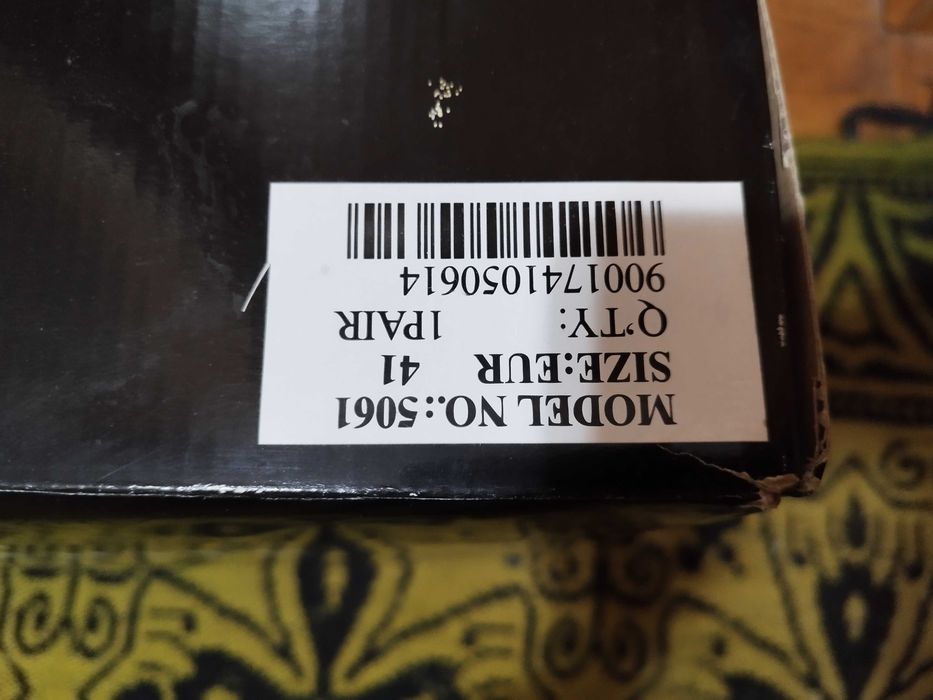 MODEL NO.:5061
SIZE:EUR 41
Q'TY: 1PAIR
9001741050614